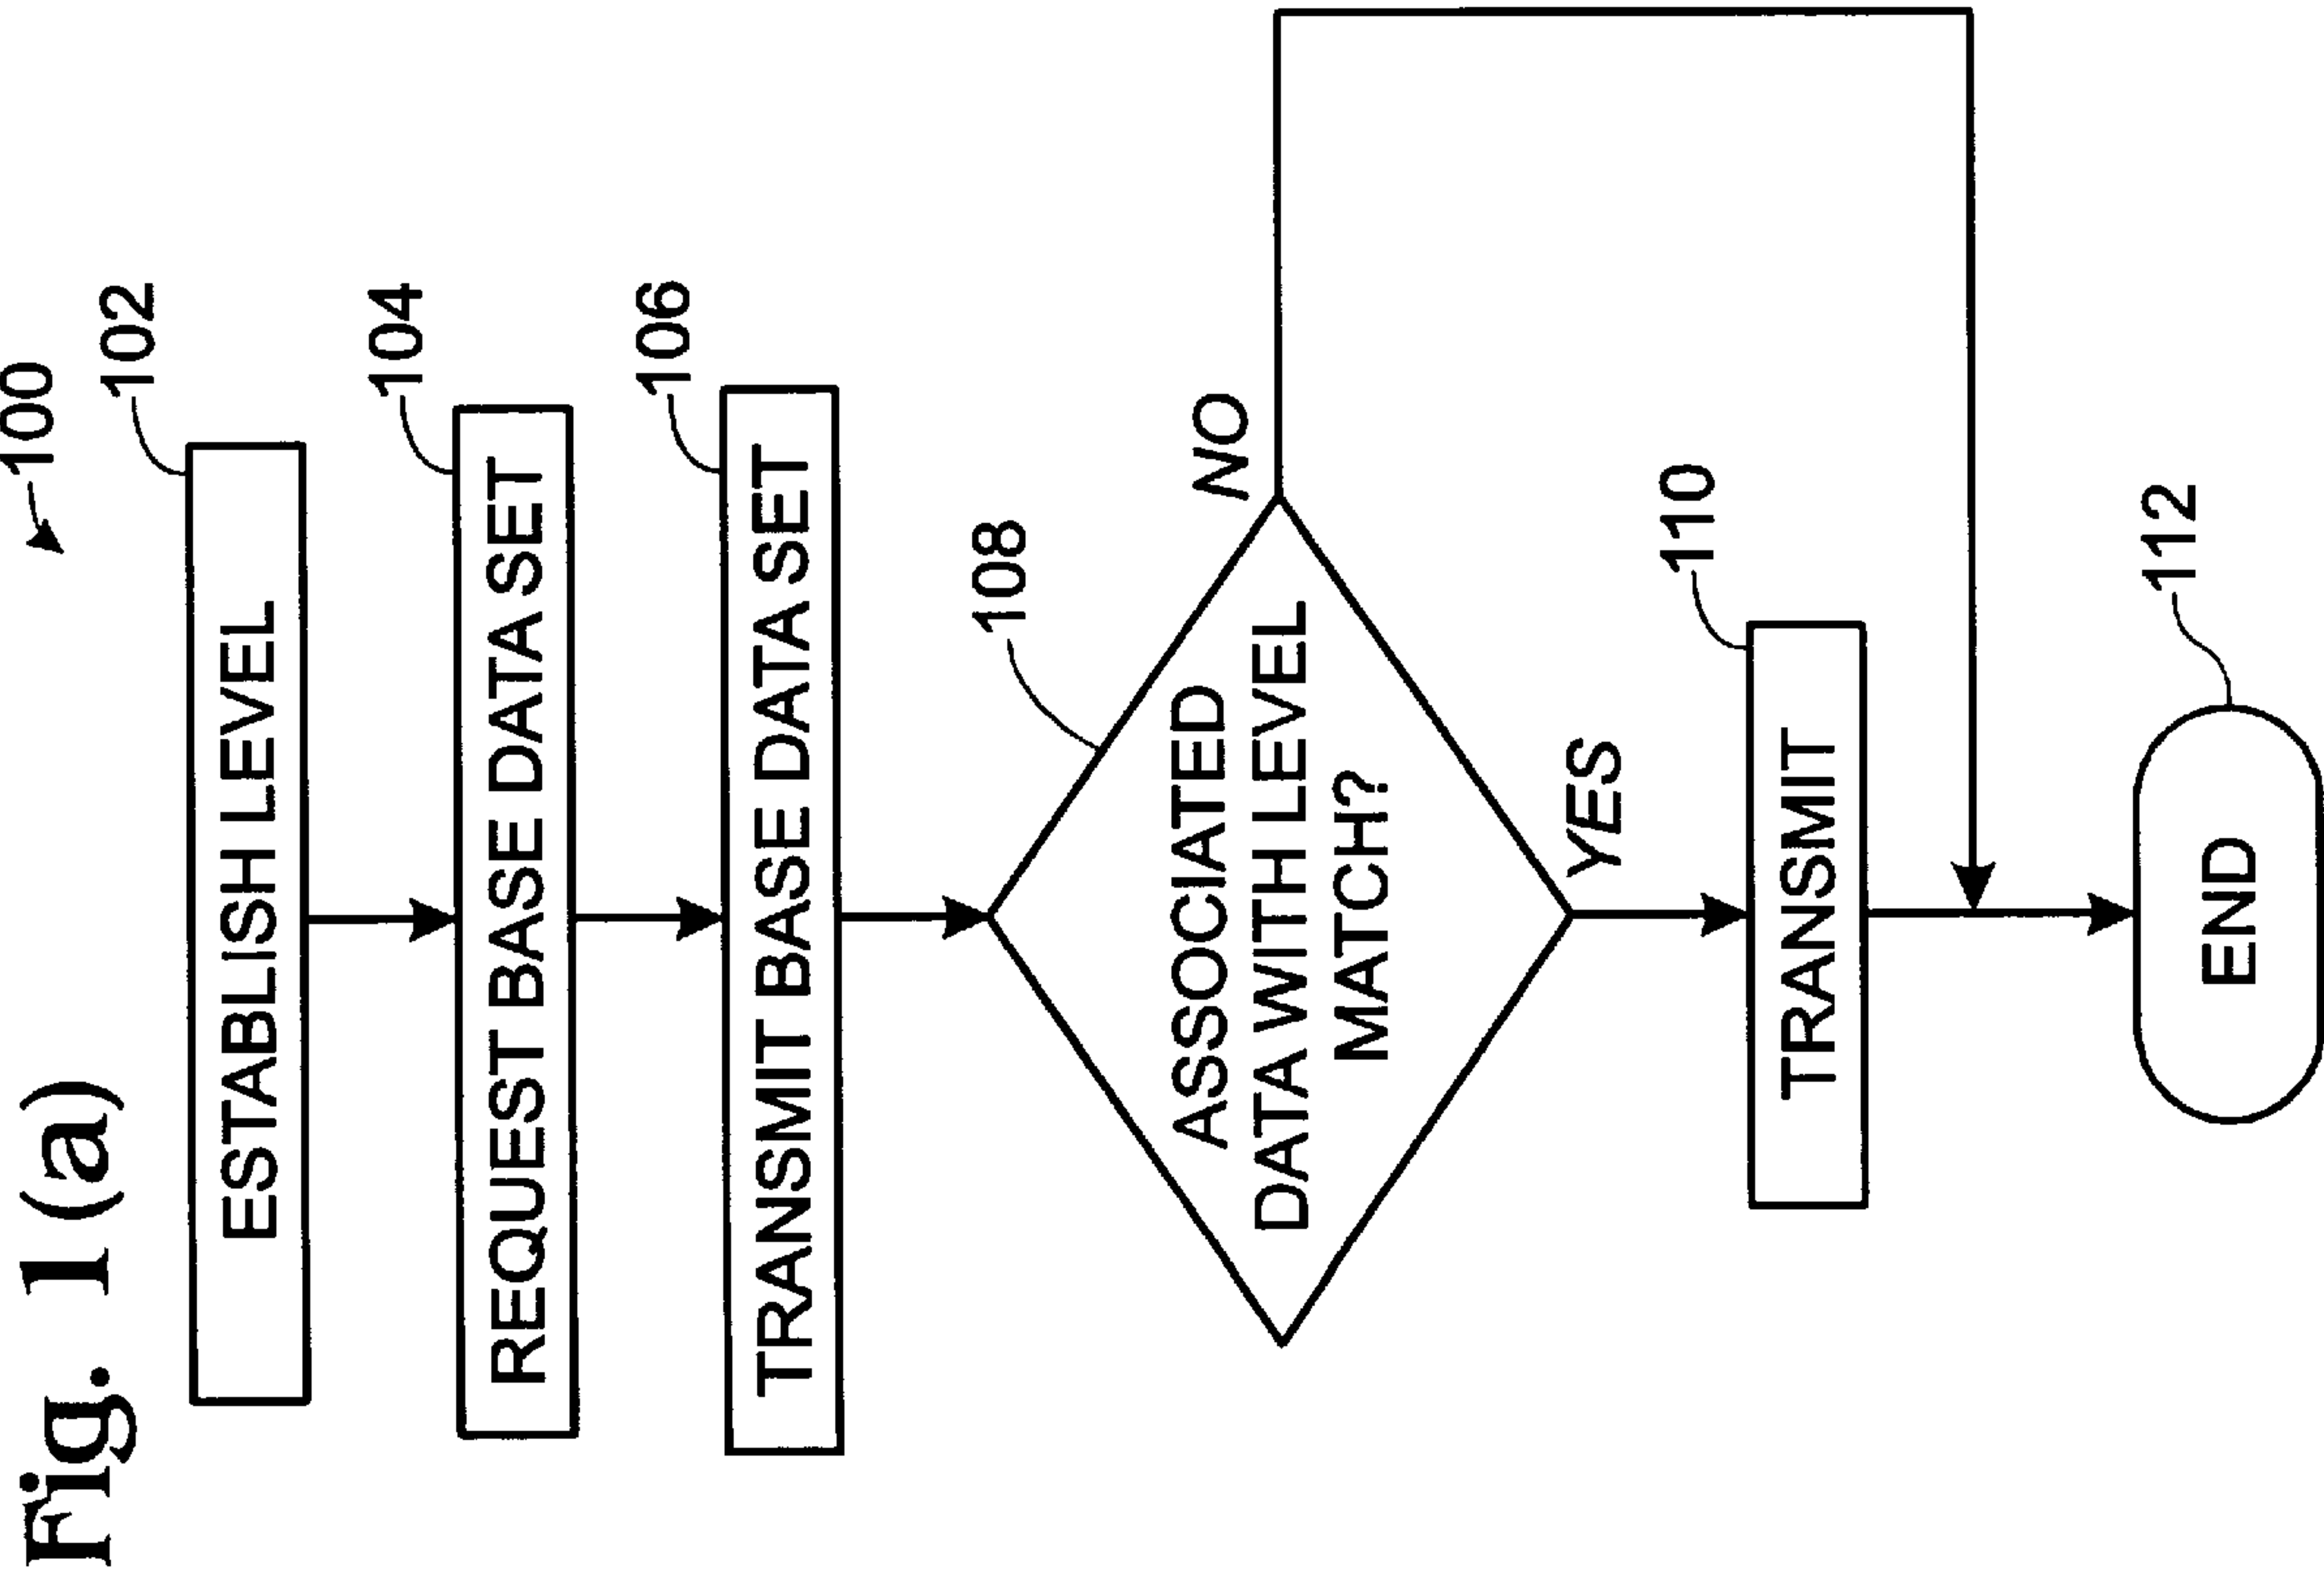 Fig. 1 (a)
100
102
ESTABLISH LEVEL
104
REQUEST BASE DATA SET
106
TRANSMIT BASE DATA SET
108
ASSOCIATED
DATA WITH LEVEL
MATCH?
NO
YES
110
TRANSMIT
112
END